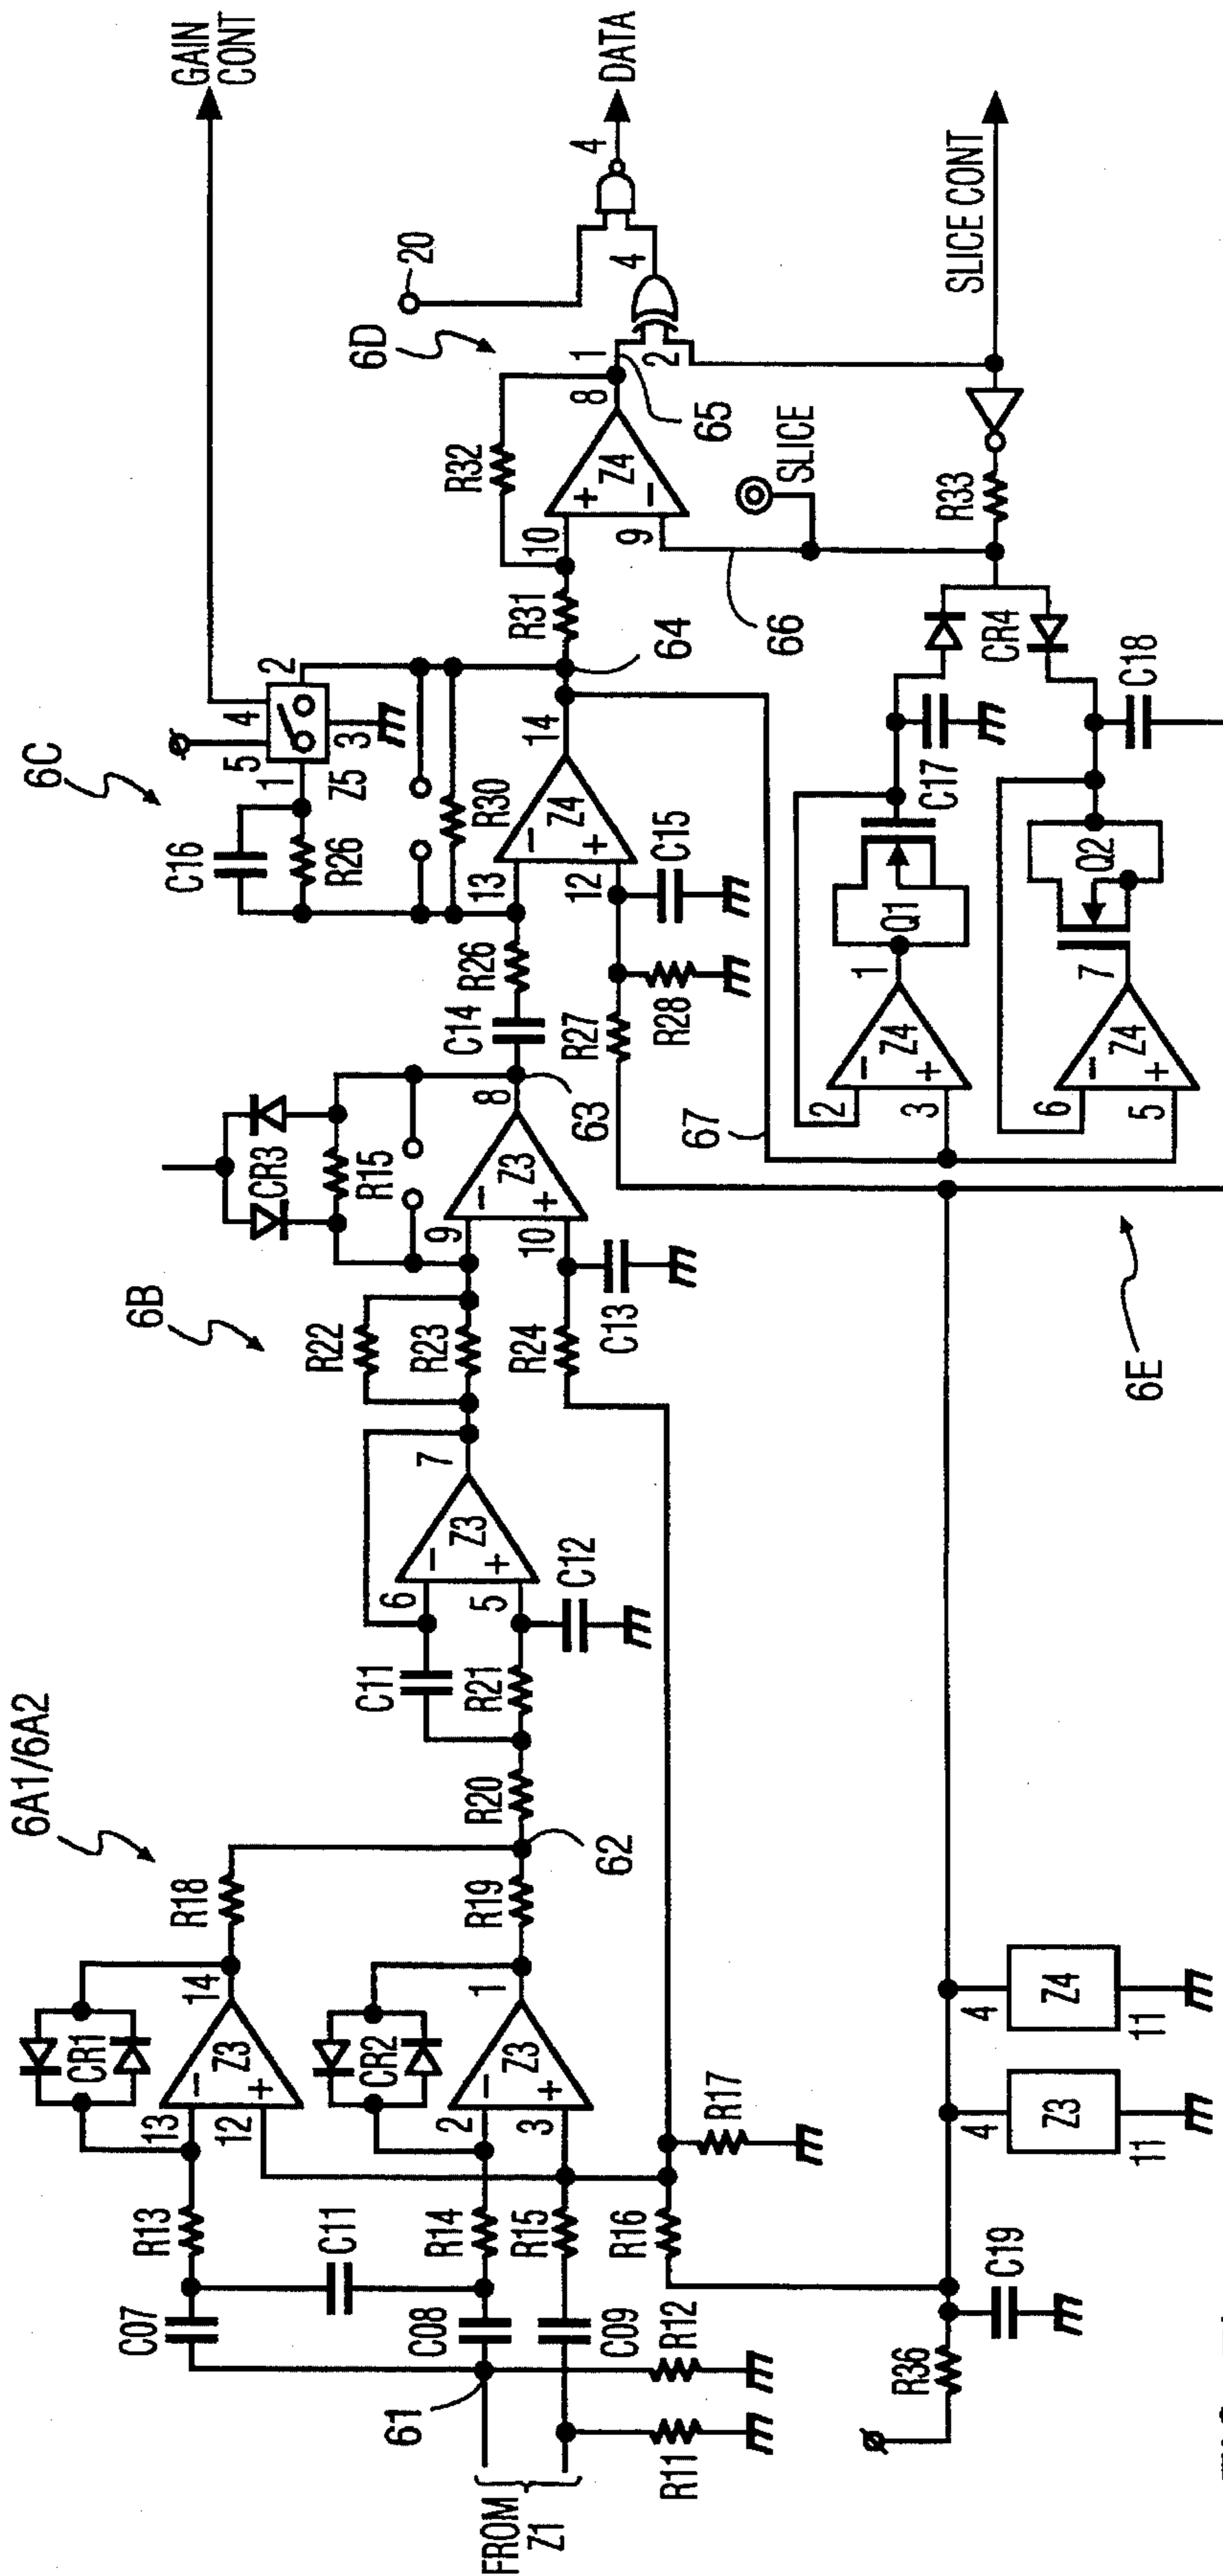 6A1/6A2
6B
6C
GAIN
CONT
C16
5
4
1
2
3
Z5
R26
R30
20
6D
4
DATA
4
CR1
R18
14
13
Z3
−
+
12
R13
C07
C11
CR2
1
2
Z3
−
+
3
R19
R14
C08
R15
C09
61
FROM
Z1
R11
R12
R16
R17
62
R20
C11
R21
6
5
Z3
−
+
7
C12
R22
R23
R24
9
10
Z3
−
+
8
CR3
R15
C13
63
C14
R26
13
12
Z4
−
+
14
R27
R28
C15
64
R31
R32
10
9
Z4
+
−
8
1
2
65
66
SLICE
SLICE CONT
R33
CR4
67
2
3
Z4
−
+
1
Q1
C17
6
5
Z4
−
+
7
Q2
C18
6E
R36
C19
4
Z3
11
4
Z4
11